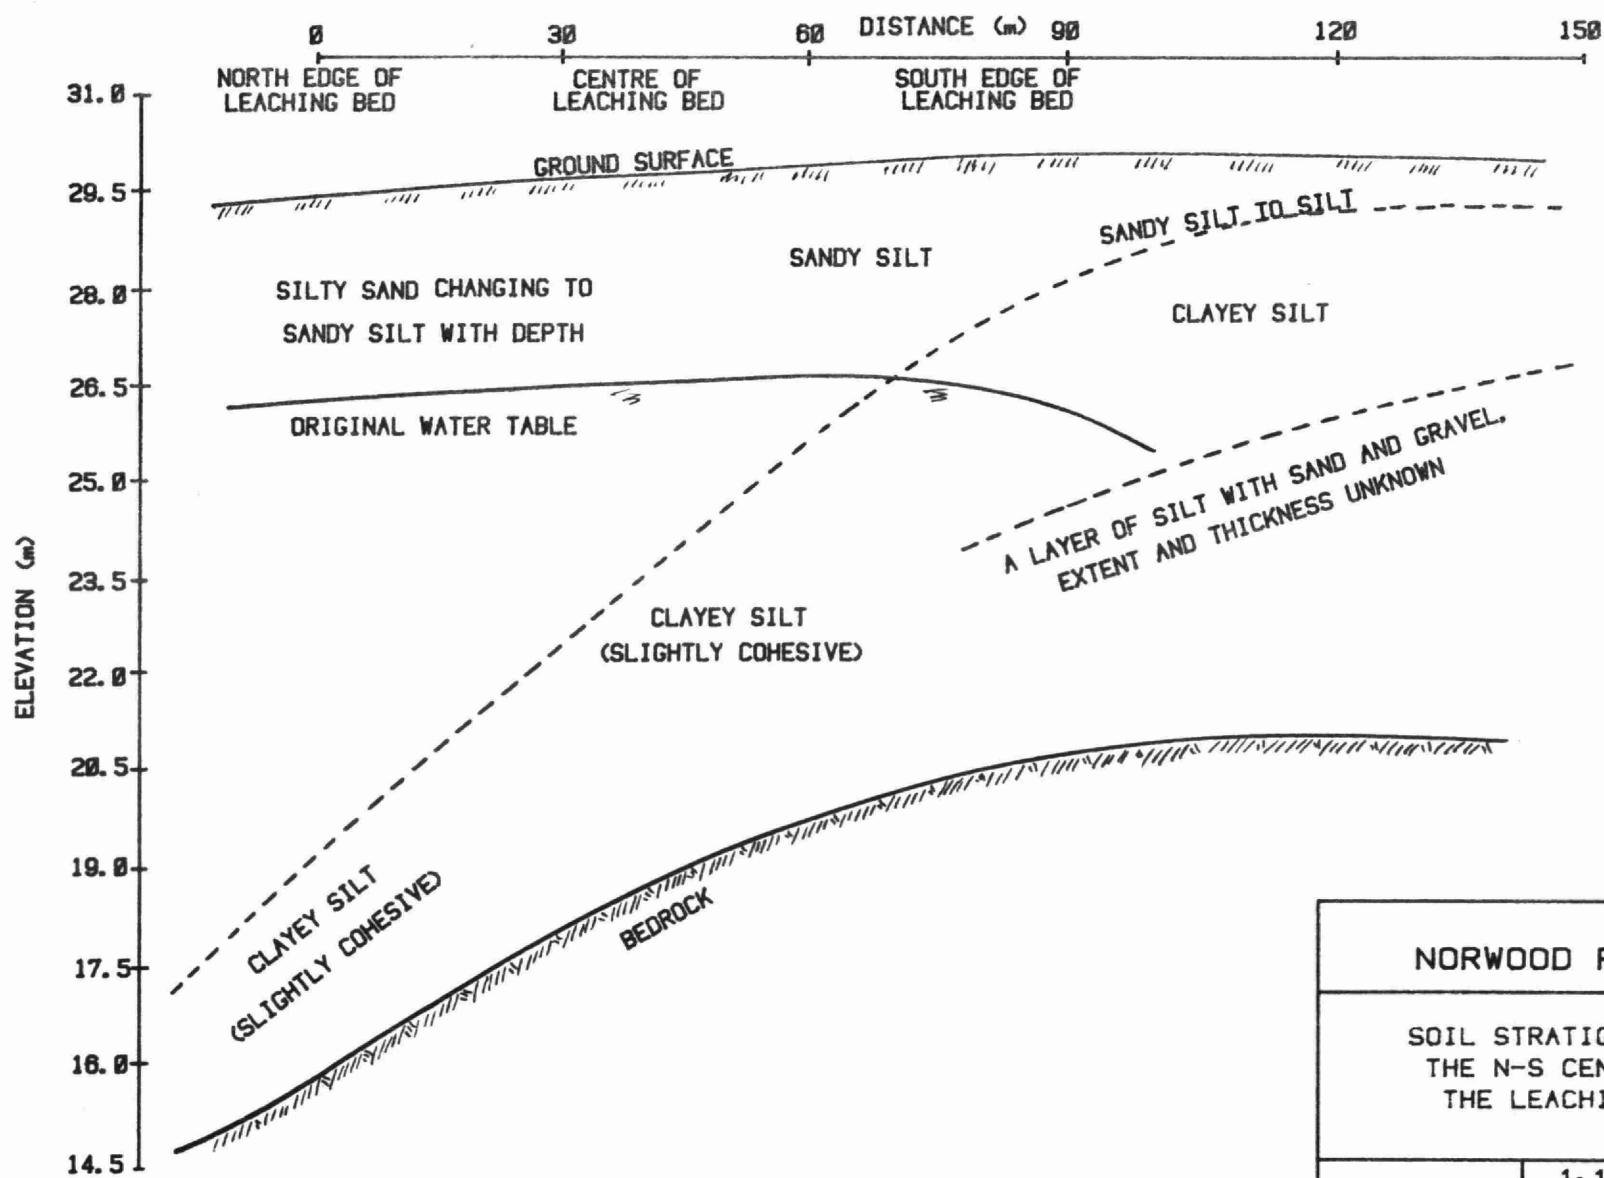 DISTANCE (m)
0 30 60 90 120 150
NORTH EDGE OF
LEACHING BED
CENTRE OF
LEACHING BED
SOUTH EDGE OF
LEACHING BED
31.0
GROUND SURFACE
29.5
SANDY SILT TO SILT
SANDY SILT
28.0
SILTY SAND CHANGING TO
SANDY SILT WITH DEPTH
CLAYEY SILT
26.5
ORIGINAL WATER TABLE
25.0
A LAYER OF SILT WITH SAND AND GRAVEL,
EXTENT AND THICKNESS UNKNOWN
ELEVATION (m)
23.5
CLAYEY SILT
(SLIGHTLY COHESIVE)
22.0
20.5
19.0
CLAYEY SILT
(SLIGHTLY COHESIVE)
BEDROCK
17.5
16.0
14.5
NORWOOD
SOIL
THE N-S
THE